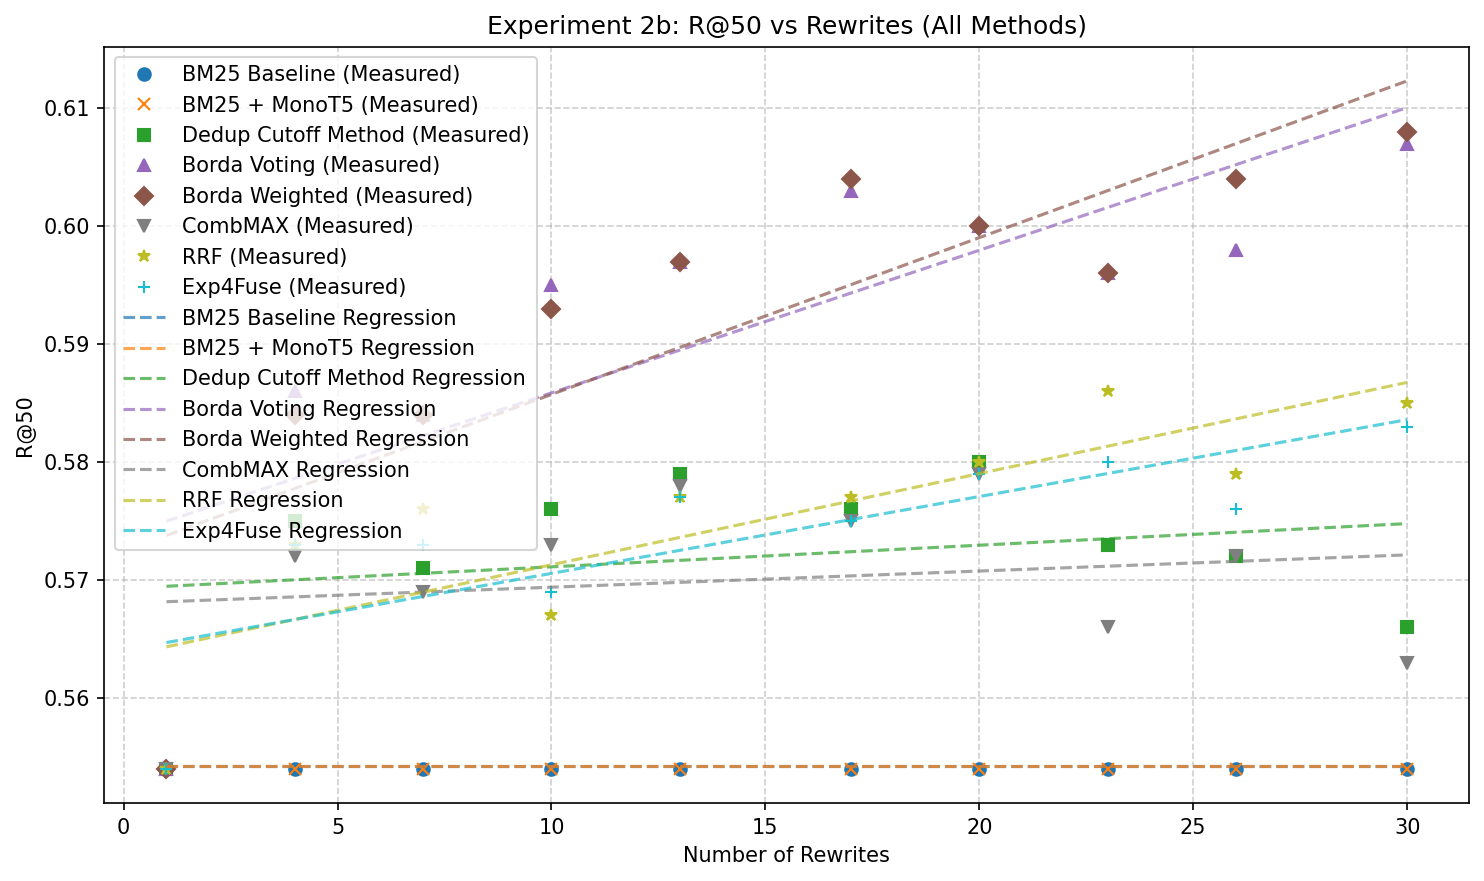 Experiment 2b: R@50 vs Rewrites (All Methods)
BM25 Baseline (Measured)
BM25 + MonoT5 (Measured)
Dedup Cutoff Method (Measured)
Borda Voting (Measured)
Borda Weighted (Measured)
CombMAX (Measured)
RRF (Measured)
Exp4Fuse (Measured)
BM25 Baseline Regression
BM25 + MonoT5 Regression
Dedup Cutoff Method Regression
Borda Voting Regression
Borda Weighted Regression
CombMAX Regression
RRF Regression
Exp4Fuse Regression
R@50
0.61
0.60
0.59
0.58
0.57
0.56
0 5 10 15 20 25 30
Number of Rewrites